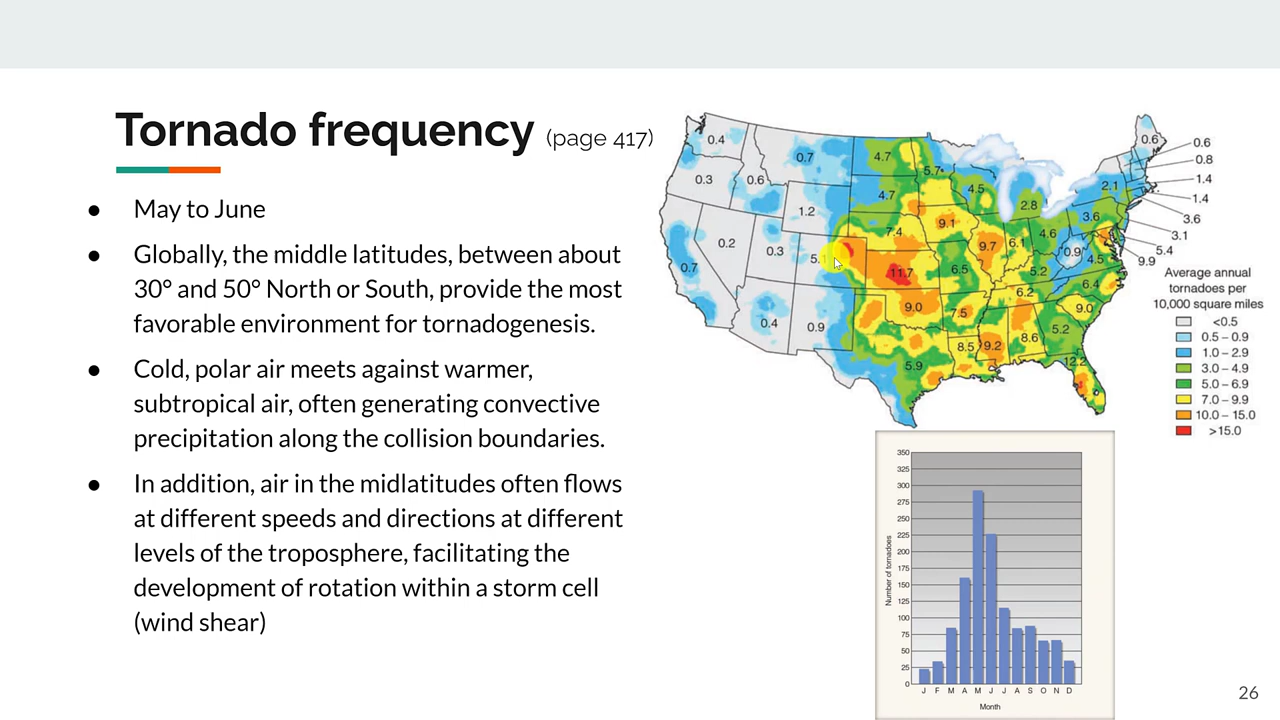 Tornado frequency (page 417)
● May to June
● Globally, the middle latitudes, between about
30° and 50° North or South, provide the most
favorable environment for tornadogenesis.
● Cold, polar air meets against warmer,
subtropical air, often generating convective
precipitation along the collision boundaries.
● In addition, air in the midlatitudes often flows
at different speeds and directions at different
levels of the troposphere, facilitating the
development of rotation within a storm cell
(wind shear)
0.4
0.3
0.6
0.7
1.2
0.2
0.3
0.7
0.4
0.9
4.7
4.7
7.4
11.7
9.0
5.9
5.7
9.1
6.5
7.5
8.5
4.5
9.7
9.2
2.8
6.1
4.6
5.2
6.2
8.6
5.2
9.0
6.4
4.5
0.9
3.6
2.1
0.6
0.6
0.8
1.4
1.4
3.6
3.1
5.4
9.9
Average annual
tornadoes per
10,000 square miles
<0.5
0.5 – 0.9
1.0 – 2.9
3.0 – 4.9
5.0 – 6.9
7.0 – 9.9
10.0 – 15.0
>15.0
350
325
300
275
250
225
200
175
150
125
100
75
50
25
0
Number of tornadoes
J F M A M J J A S O N D
Month
26